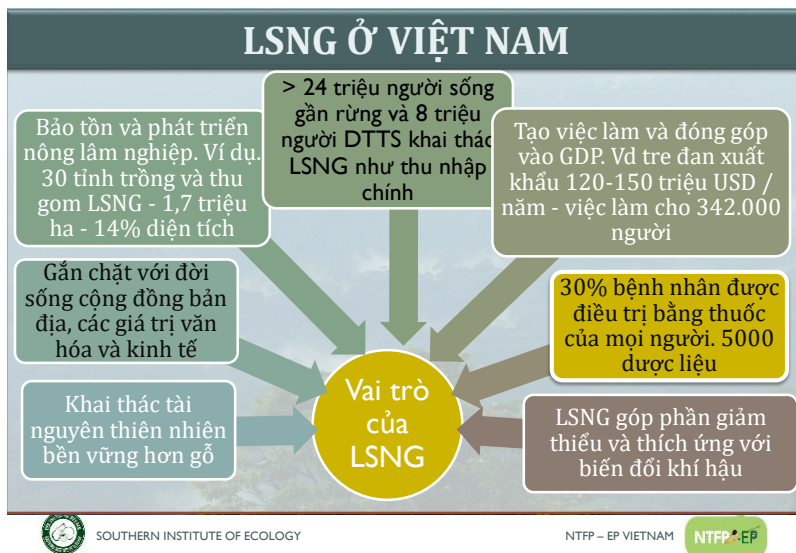 LSNG Ở VIỆT NAM
> 24 triệu người sống
gần rừng và 8 triệu
người DTTS khai thác
LSNG như thu nhập
chính
Bảo tồn và phát triển
nông lâm nghiệp. Ví dụ.
30 tỉnh trồng và thu
gom LSNG - 1,7 triệu
ha - 14% diện tích
Tạo việc làm và đóng góp
vào GDP. Vd tre đan xuất
khẩu 120-150 triệu USD /
năm - việc làm cho 342.000
người
Gắn chặt với đời
sống cộng đồng bản
địa, các giá trị văn
hóa và kinh tế
30% bệnh nhân được
điều trị bằng thuốc
của mọi người. 5000
dược liệu
Khai thác tài
nguyên thiên nhiên
bền vững hơn gỗ
Vai trò
của
LSNG
LSNG góp phần giảm
thiểu và thích ứng với
biến đổi khí hậu
SOUTHERN INSTITUTE OF ECOLOGY
NTFP – EP VIETNAM
NTFP EP